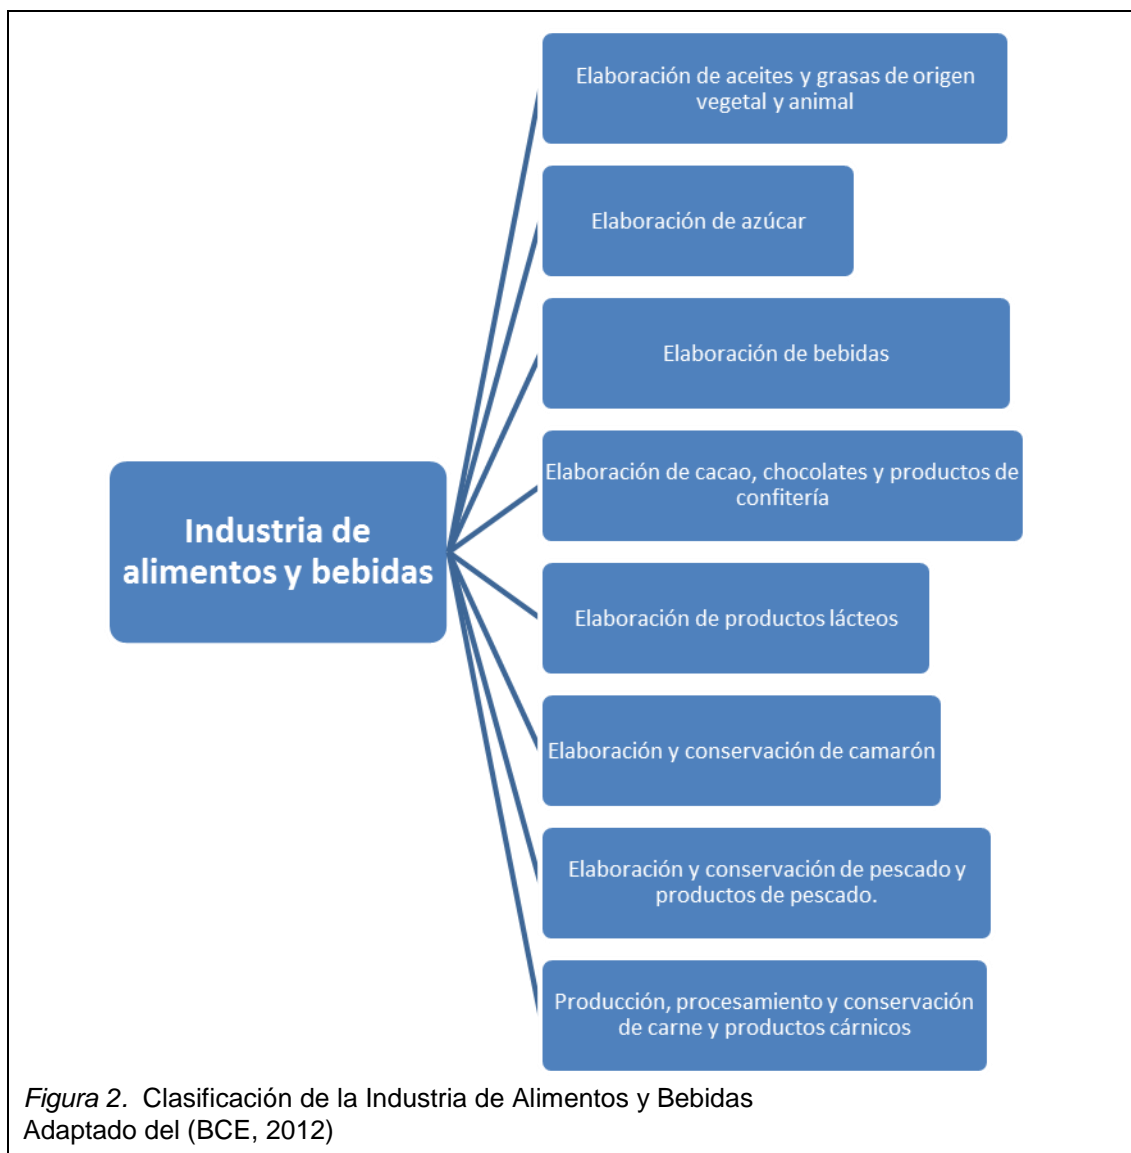 Elaboración de aceites y grasas de origen
vegetal y animal
Elaboración de azúcar
Elaboración de bebidas
Elaboración de cacao, chocolates y productos de
confitería
Industria de
alimentos y bebidas
Elaboración de productos lácteos
Elaboración y conservación de camarón
Elaboración y conservación de pescado y
productos de pescado.
Producción, procesamiento y conservación
de carne y productos cárnicos
Figura 2. Clasificación de la Industria de Alimentos y Bebidas
Adaptado del (BCE, 2012)